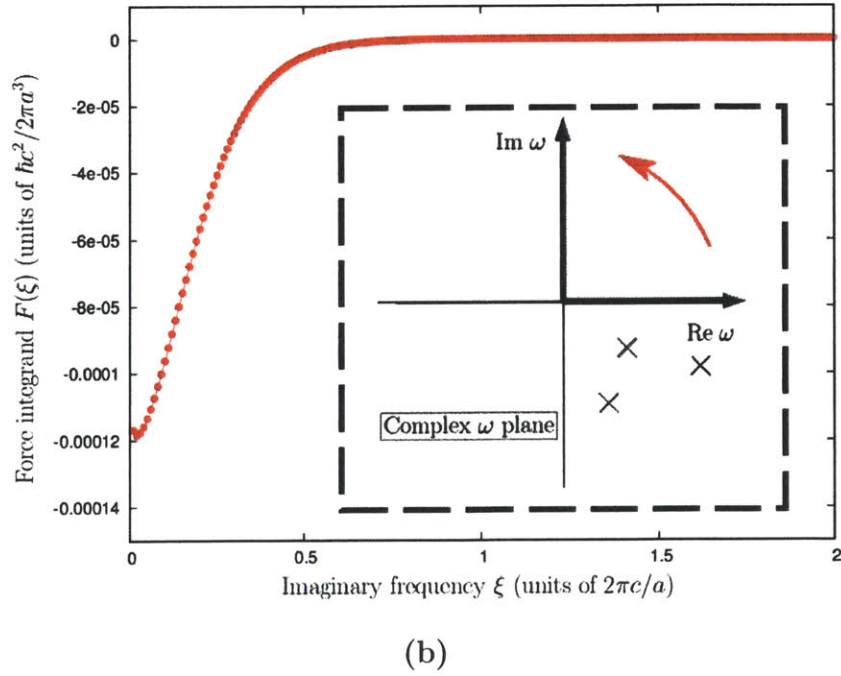 0
-2e-05
-4e-05
-6e-05
-8e-05
-0.0001
-0.00012
-0.00014
Force integrand F(ξ) (units of ℏc²/2πa³)
Im ω
Re ω
Complex ω plane
0 0.5 1 1.5 2
Imaginary frequency ξ (units of 2πc/a)
(b)